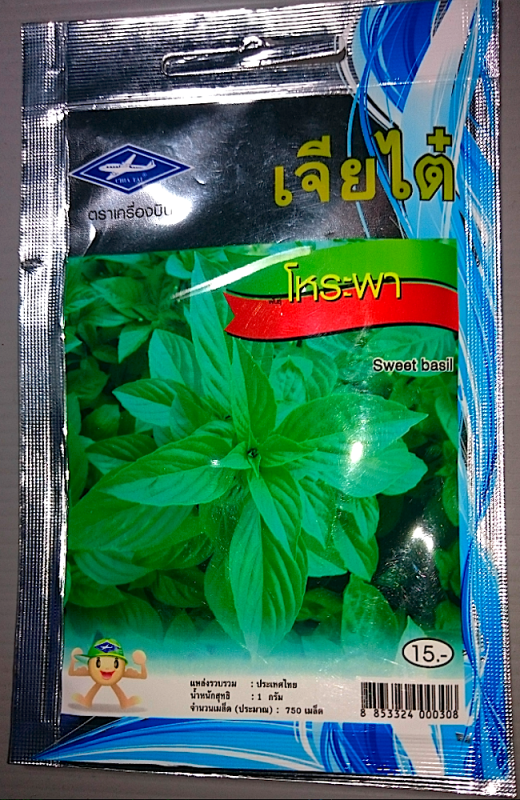 เจียไต๋
CHIA TAI
ตราเครื่องบิน
โหระพา
Sweet basil
15.-
แหล่งรวบรวม : ประเทศไทย
น้ำหนักสุทธิ : 1 กรัม
จำนวนเมล็ด (ประมาณ) : 750 เมล็ด
8 853324 000308